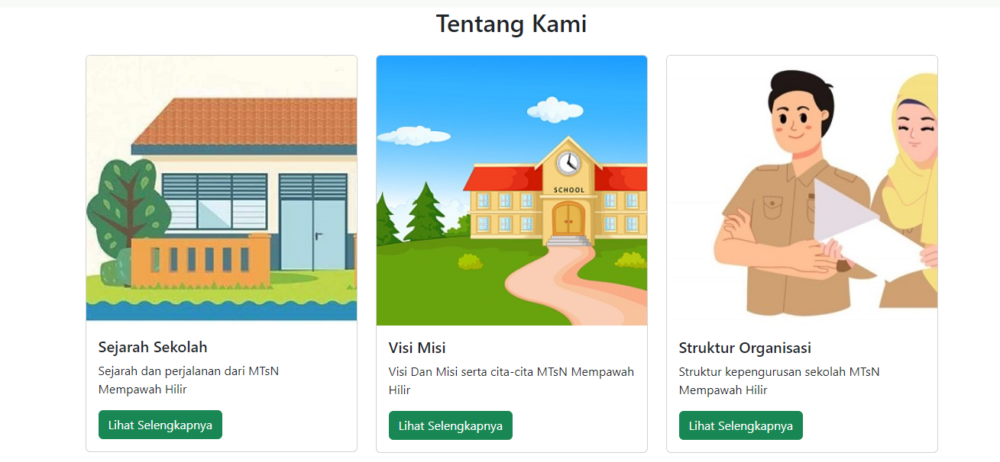 Tentang Kami
SCHOOL
Sejarah Sekolah
Sejarah dan perjalanan dari MTsN
Mempawah Hilir
Lihat Selengkapnya
Visi Misi
Visi Dan Misi serta cita-cita MTsN Mempawah
Hilir
Lihat Selengkapnya
Struktur Organisasi
Struktur kepengurusan sekolah MTsN
Mempawah Hilir
Lihat Selengkapnya